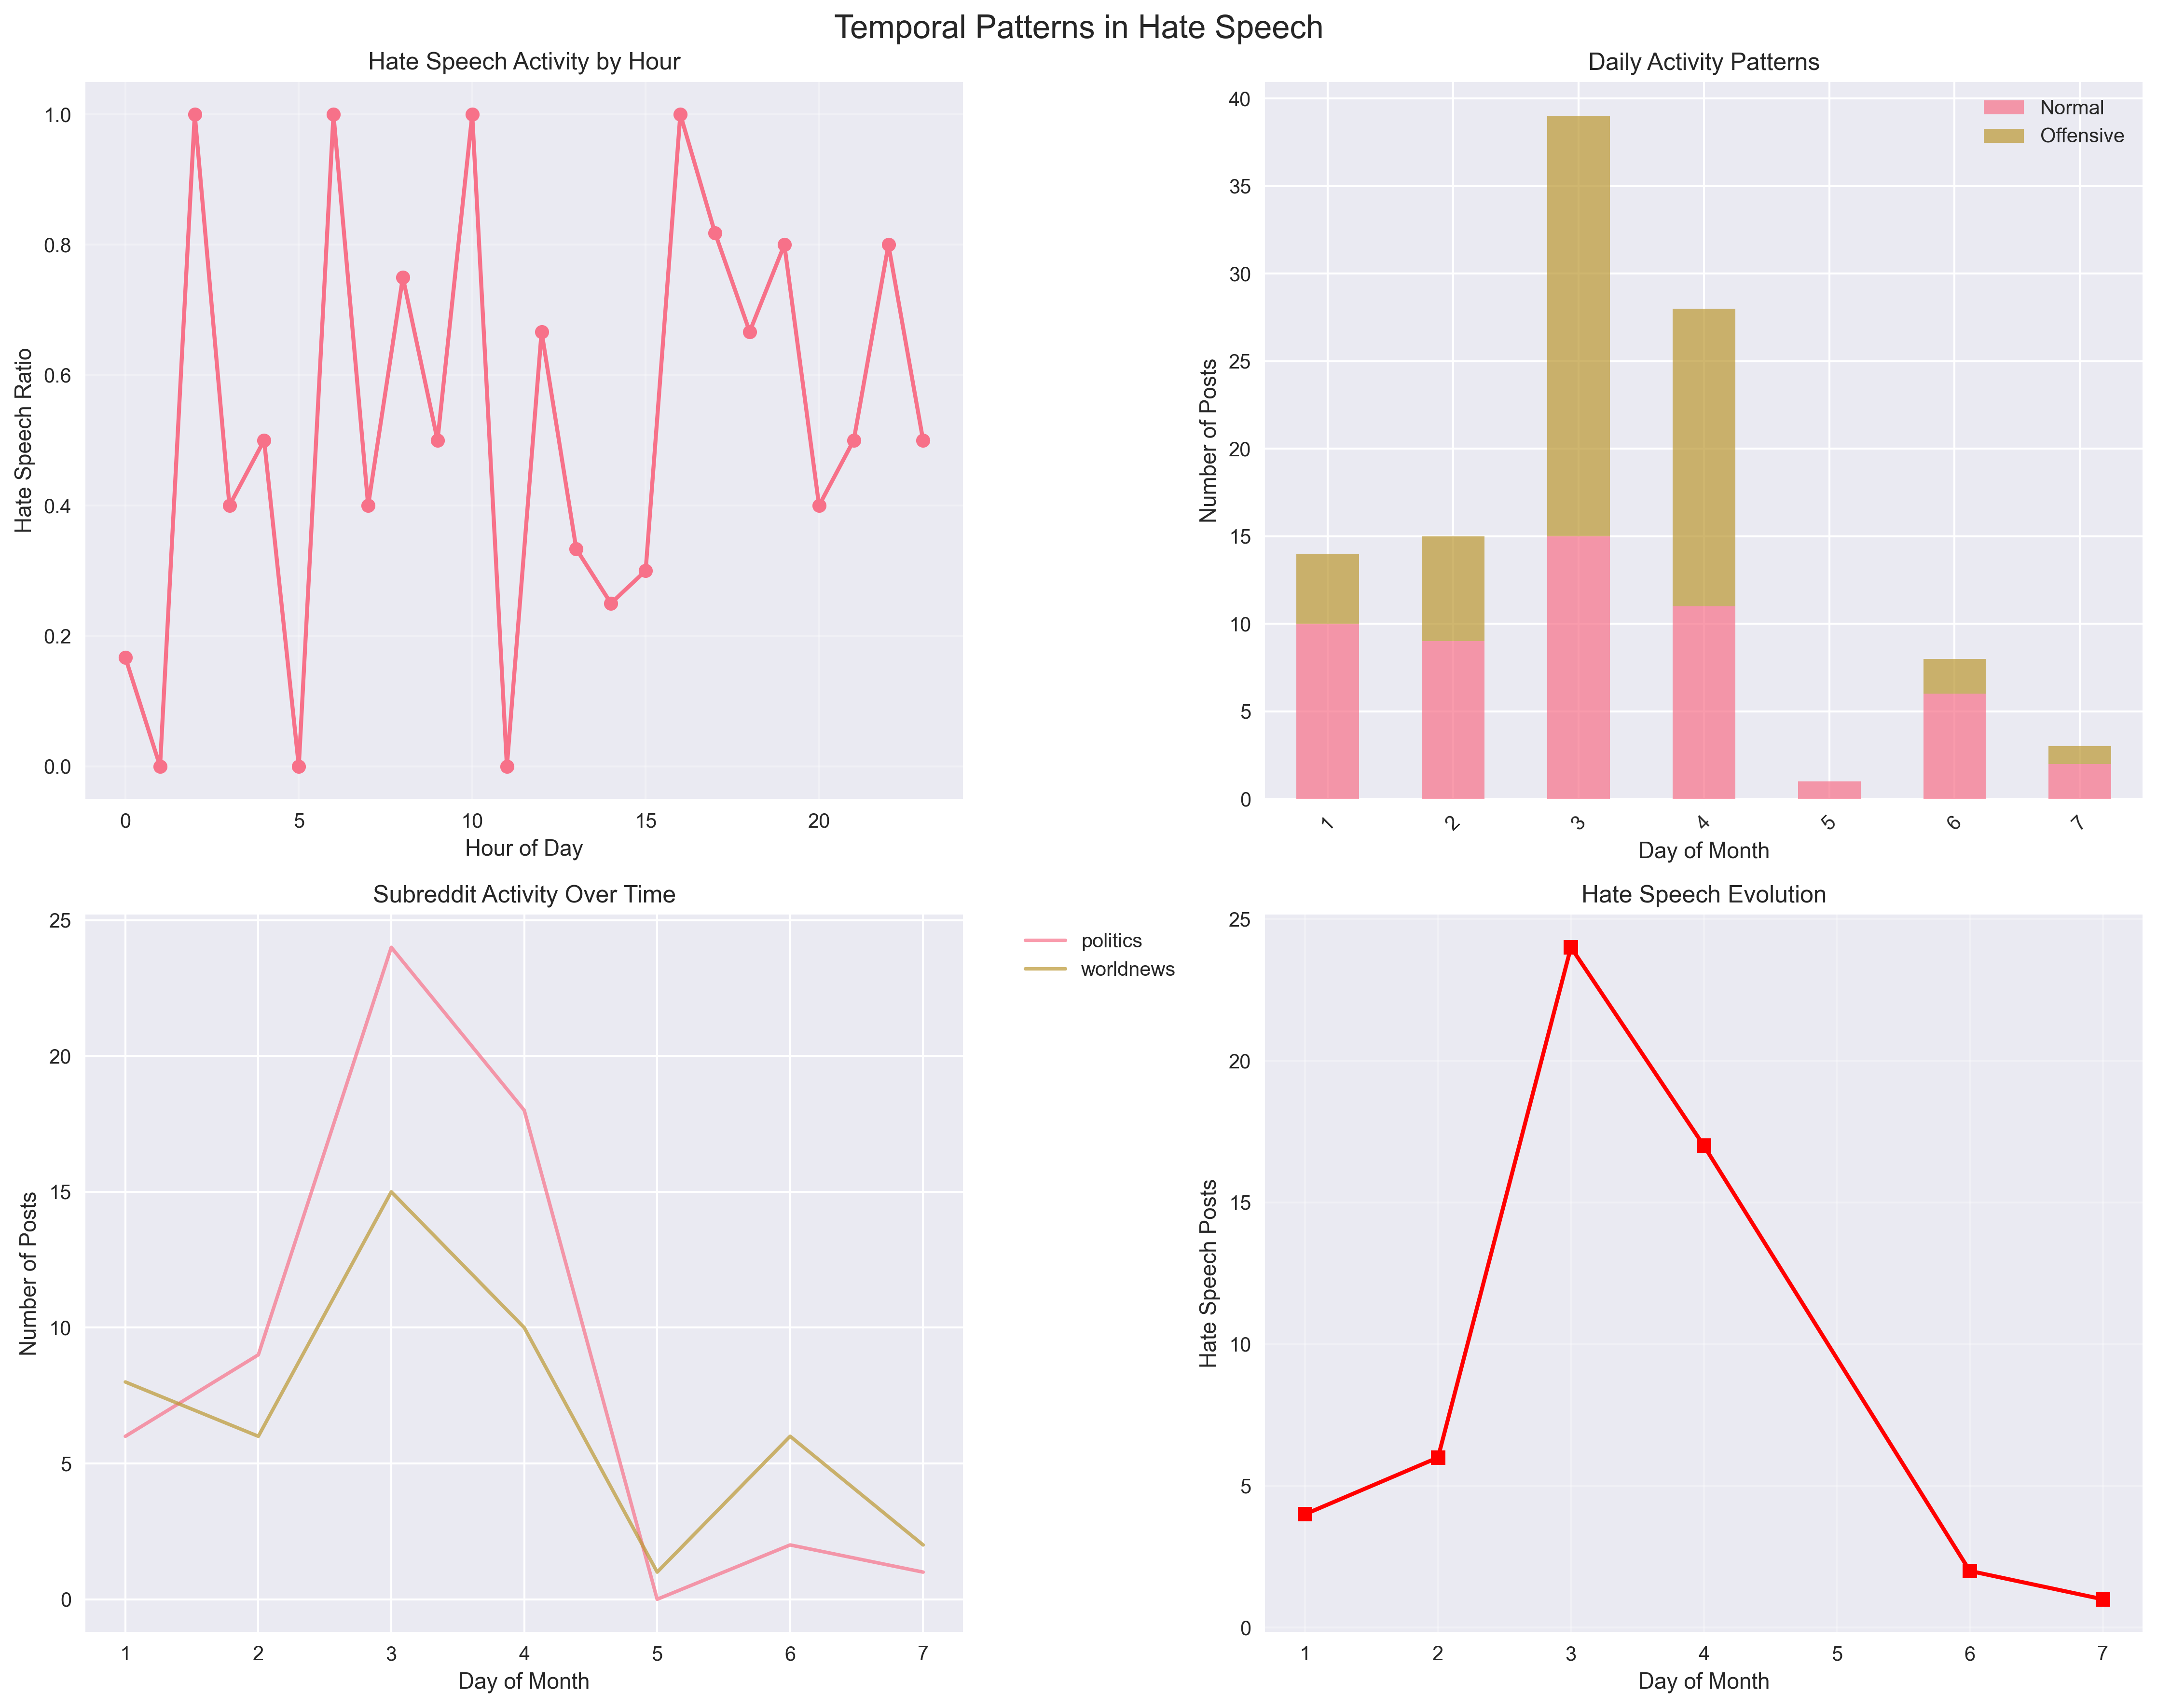 Temporal Patterns in Hate Speech
Hate Speech Activity by Hour
Hate Speech Ratio
1.0
0.8
0.6
0.4
0.2
0.0
0 5 10 15 20
Hour of Day
Daily Activity Patterns
Number of Posts
40
35
30
25
20
15
10
5
0
Normal
Offensive
1 2 3 4 5 6 7
Day of Month
Subreddit Activity Over Time
Number of Posts
25
20
15
10
5
0
1 2 3 4 5 6 7
Day of Month
politics
worldnews
Hate Speech Evolution
Hate Speech Posts
25
20
15
10
5
0
1 2 3 4 5 6 7
Day of Month